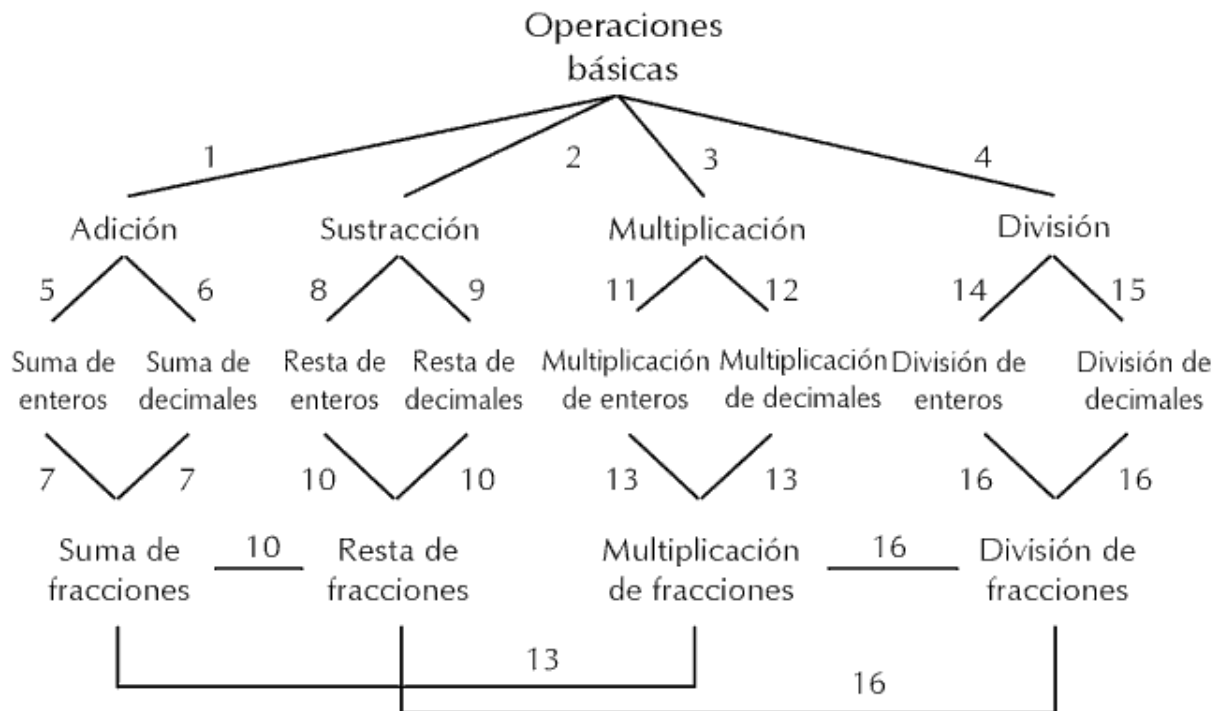 Operaciones
básicas
1 2 3 4
Adición Sustracción Multiplicación División
5 6 8 9 11 12 14 15
Suma de Suma de Resta de Resta de Multiplicación Multiplicación División de División de
enteros decimales enteros decimales de enteros de decimales enteros decimales
7 7 10 10 13 13 16 16
Suma de 10 Resta de Multiplicación 16 División de
fracciones fracciones de fracciones fracciones
13
16